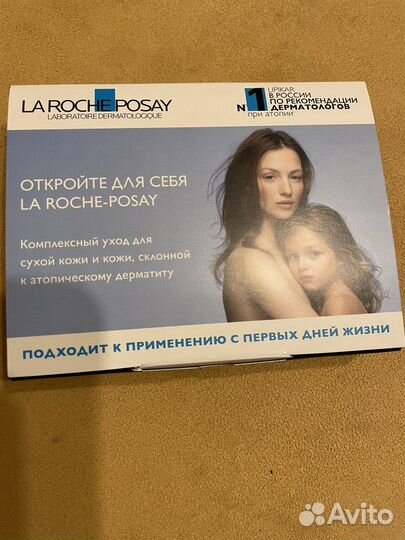 LA ROCHE POSAY
LABORATOIRE DERMATOLOGIQUE
N1
LIPIKAR
В РОССИИ
ПО РЕКОМЕНДАЦИИ
ДЕРМАТОЛОГОВ
при атопии
ОТКРОЙТЕ ДЛЯ СЕБЯ
LA ROCHE-POSAY
Комплексный уход для
сухой кожи и кожи, склонной
к атопическому дерматиту
ПОДХОДИТ К ПРИМЕНЕНИЮ С ПЕРВЫХ ДНЕЙ ЖИЗНИ
Avito